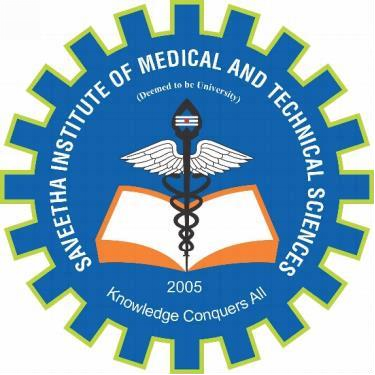 SAVEETHA INSTITUTE OF MEDICAL AND TECHNICAL SCIENCES
(Deemed to be University)
2005
Knowledge Conquers All